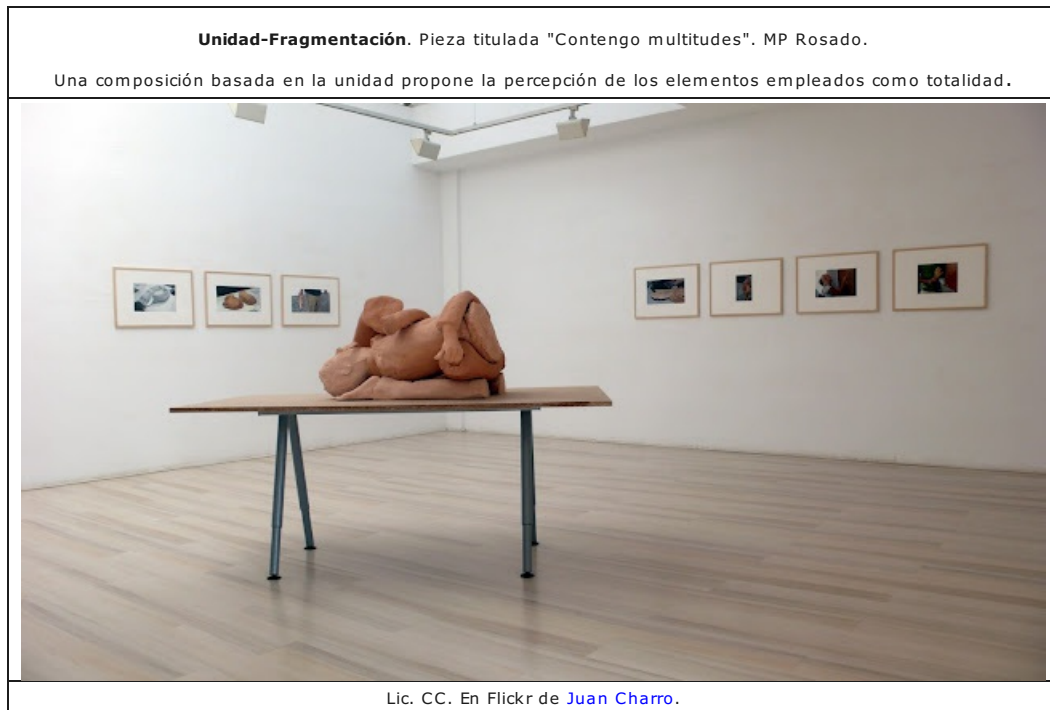 Unidad-Fragmentación. Pieza titulada "Contengo multitudes". MP Rosado.
Una composición basada en la unidad propone la percepción de los elementos empleados como totalidad.
Lic. CC. En Flickr de Juan Charro.